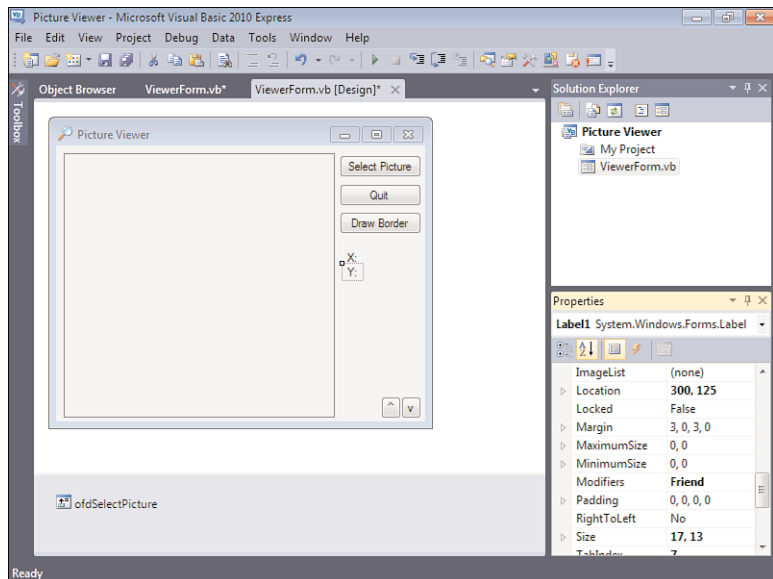 Picture Viewer - Microsoft Visual Basic 2010 Express
File Edit View Project Debug Data Tools Window Help
Toolbox
Object Browser ViewerForm.vb* ViewerForm.vb [Design]*
Picture Viewer
Select Picture
Quit
Draw Border
X:
Y:
^ v
ofdSelectPicture
Solution Explorer
Picture Viewer
My Project
ViewerForm.vb
Properties
Label1 System.Windows.Forms.Label
ImageList (none)
Location 300, 125
Locked False
Margin 3, 0, 3, 0
MaximumSize 0, 0
MinimumSize 0, 0
Modifiers Friend
Padding 0, 0, 0, 0
RightToLeft No
Size 17, 13
TabIndex 7
Ready